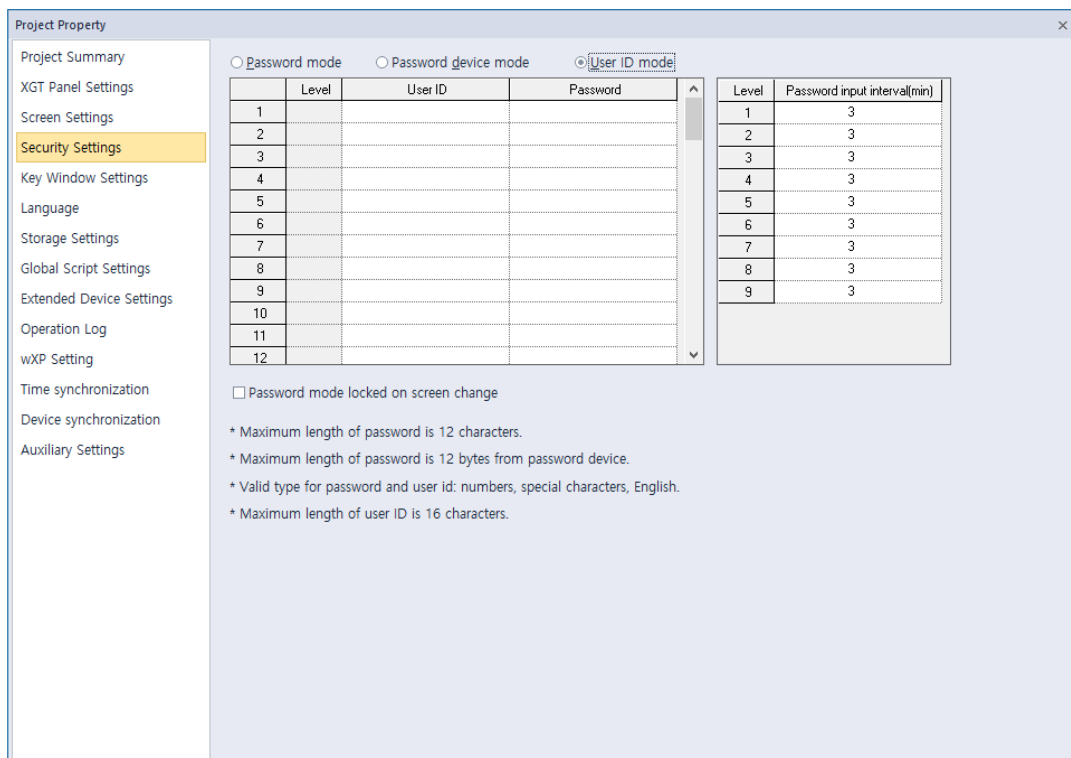 Project Property
Project Summary
XGT Panel Settings
Screen Settings
Security Settings
Key Window Settings
Language
Storage Settings
Global Script Settings
Extended Device Settings
Operation Log
wXP Setting
Time synchronization
Device synchronization
Auxiliary Settings
Password mode Password device mode User ID mode
Level User ID Password
1
2
3
4
5
6
7
8
9
10
11
12
Level Password input interval(min)
1 3
2 3
3 3
4 3
5 3
6 3
7 3
8 3
9 3
Password mode locked on screen change
* Maximum length of password is 12 characters.
* Maximum length of password is 12 bytes from password device.
* Valid type for password and user id: numbers, special characters, English.
* Maximum length of user ID is 16 characters.